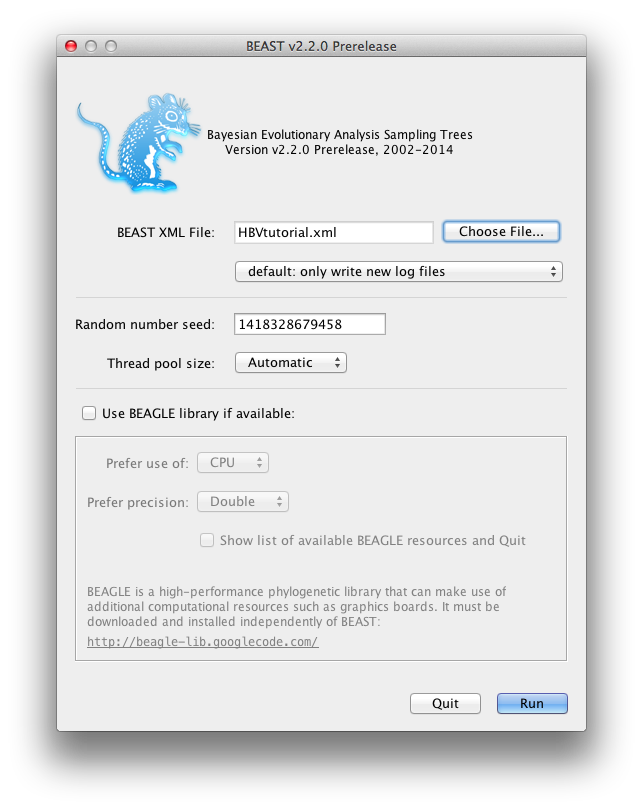 BEAST v2.2.0 Prerelease
Bayesian Evolutionary Analysis Sampling Trees
Version v2.2.0 Prerelease, 2002-2014
BEAST XML File: HBVtutorial.xml Choose File...
default: only write new log files
Random number seed: 1418328679458
Thread pool size: Automatic
Use BEAGLE library if available:
Prefer use of: CPU
Prefer precision: Double
Show list of available BEAGLE resources and Quit
BEAGLE is a high-performance phylogenetic library that can make use of
additional computational resources such as graphics boards. It must be
downloaded and installed independently of BEAST:
http://beagle-lib.googlecode.com/
Quit Run